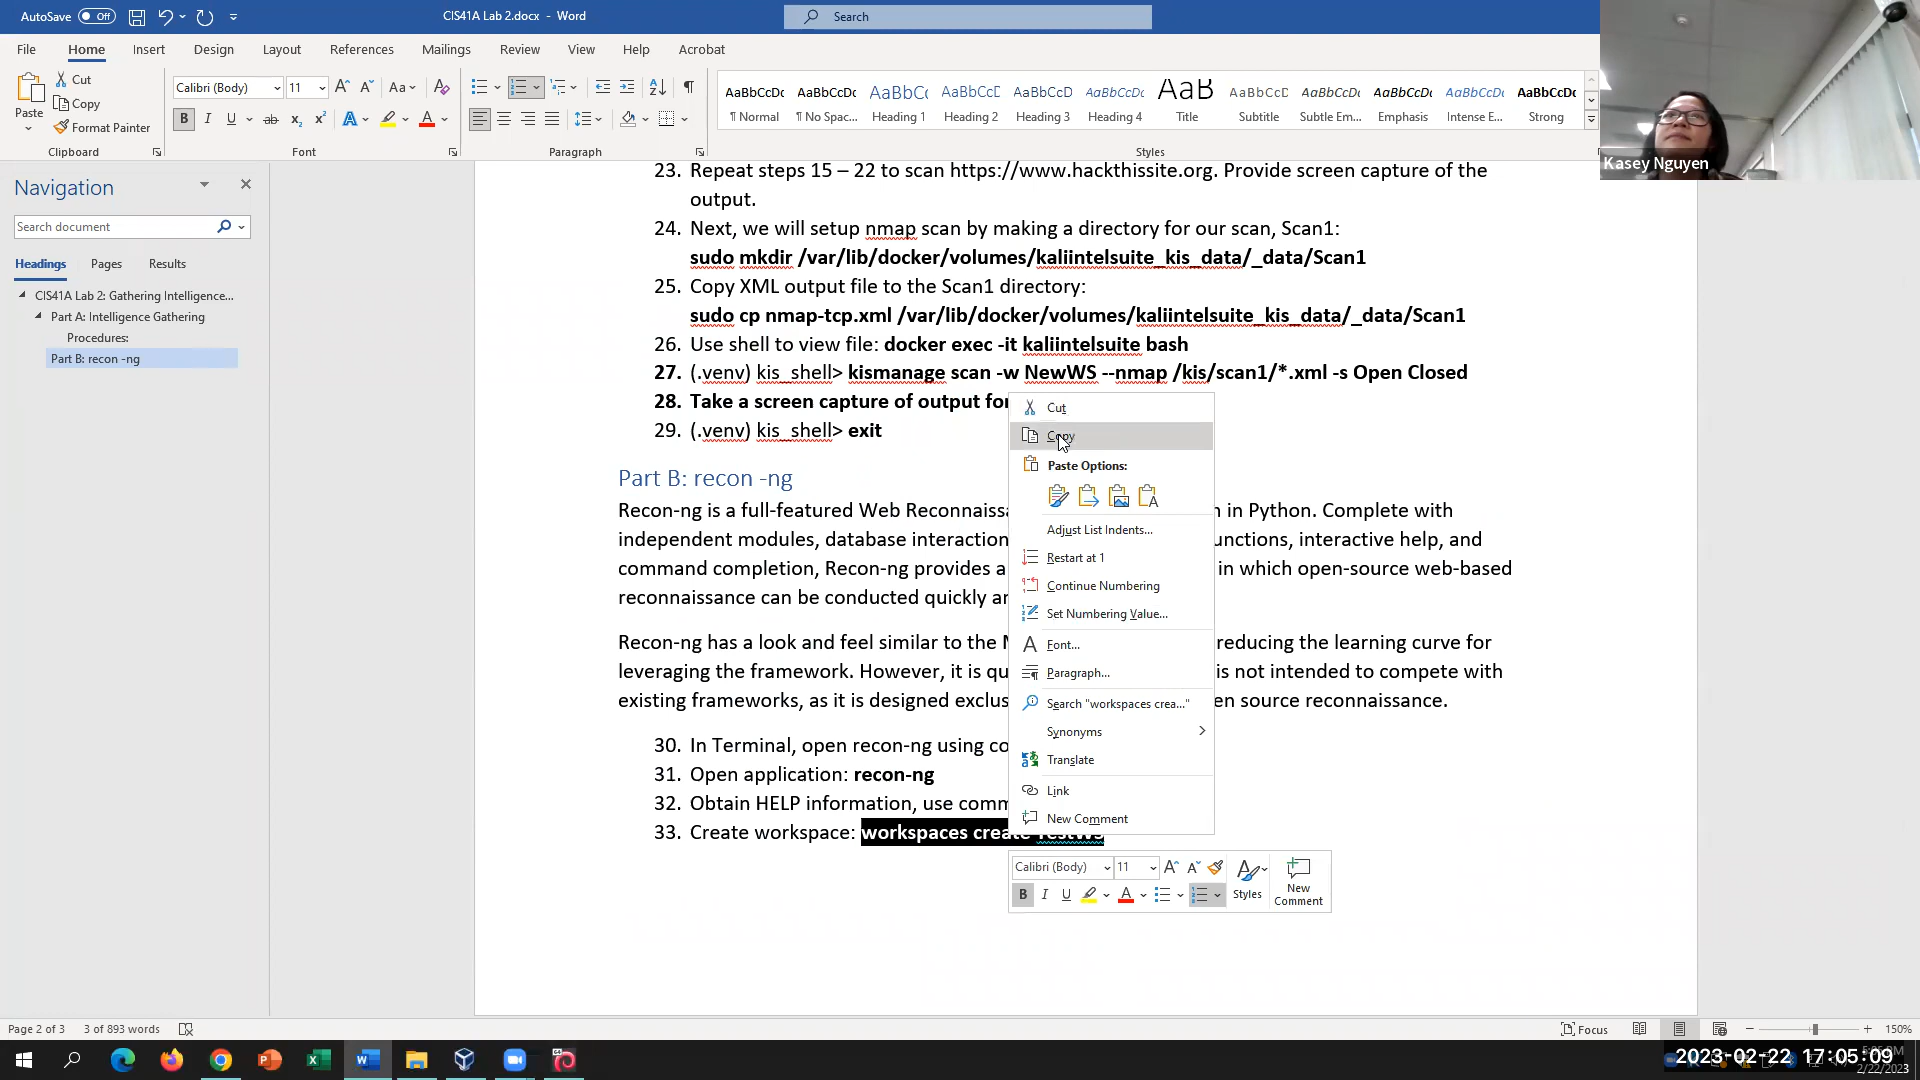 AutoSave Off
CIS41A Lab 2.docx - Word
Search
File Home Insert Design Layout References Mailings Review View Help Acrobat
Paste
Cut
Copy
Format Painter
Clipboard
Calibri (Body) 11
Font
Paragraph
AaBbCcDc AaBbCcDc AaBbC( AaBbCcD AaBbCcD AaBbCcDc AaB AaBbCcD AaBbCcDc AaBbCcDc AaBbCcDc AaBbCcDc
¶ Normal ¶ No Spac... Heading 1 Heading 2 Heading 3 Heading 4 Title Subtitle Subtle Em... Emphasis Intense E... Strong
Styles
Kasey Nguyen
Navigation
Search document
Headings Pages Results
CIS41A Lab 2: Gathering Intelligence...
Part A: Intelligence Gathering
Procedures:
Part B: recon -ng
23. Repeat steps 15 – 22 to scan https://www.hackthissite.org. Provide screen capture of the
output.
24. Next, we will setup nmap scan by making a directory for our scan, Scan1:
sudo mkdir /var/lib/docker/volumes/kaliintelsuite_kis_data/_data/Scan1
25. Copy XML output file to the Scan1 directory:
sudo cp nmap-tcp.xml /var/lib/docker/volumes/kaliintelsuite_kis_data/_data/Scan1
26. Use shell to view file: docker exec -it kaliintelsuite bash
27. (.venv) kis_shell> kismanage scan -w NewWS --nmap /kis/scan1/*.xml -s Open Closed
28. Take a screen capture of output for
29. (.venv) kis_shell> exit
Part B: recon -ng
Recon-ng is a full-featured Web Reconnaissa n in Python. Complete with
independent modules, database interaction unctions, interactive help, and
command completion, Recon-ng provides a in which open-source web-based
reconnaissance can be conducted quickly an
Recon-ng has a look and feel similar to the M reducing the learning curve for
leveraging the framework. However, it is qu is not intended to compete with
existing frameworks, as it is designed exclus en source reconnaissance.
30. In Terminal, open recon-ng using co
31. Open application: recon-ng
32. Obtain HELP information, use comm
33. Create workspace: workspaces create TestWS
Cut
Copy
Paste Options:
Adjust List Indents...
Restart at 1
Continue Numbering
Set Numbering Value...
Font...
Paragraph...
Search "workspaces crea..."
Synonyms
Translate
Link
New Comment
Calibri (Body) 11
Styles
New
Comment
Page 2 of 3 3 of 893 words
Focus
150%
2023-02-22 17:05:09
2/22/2023